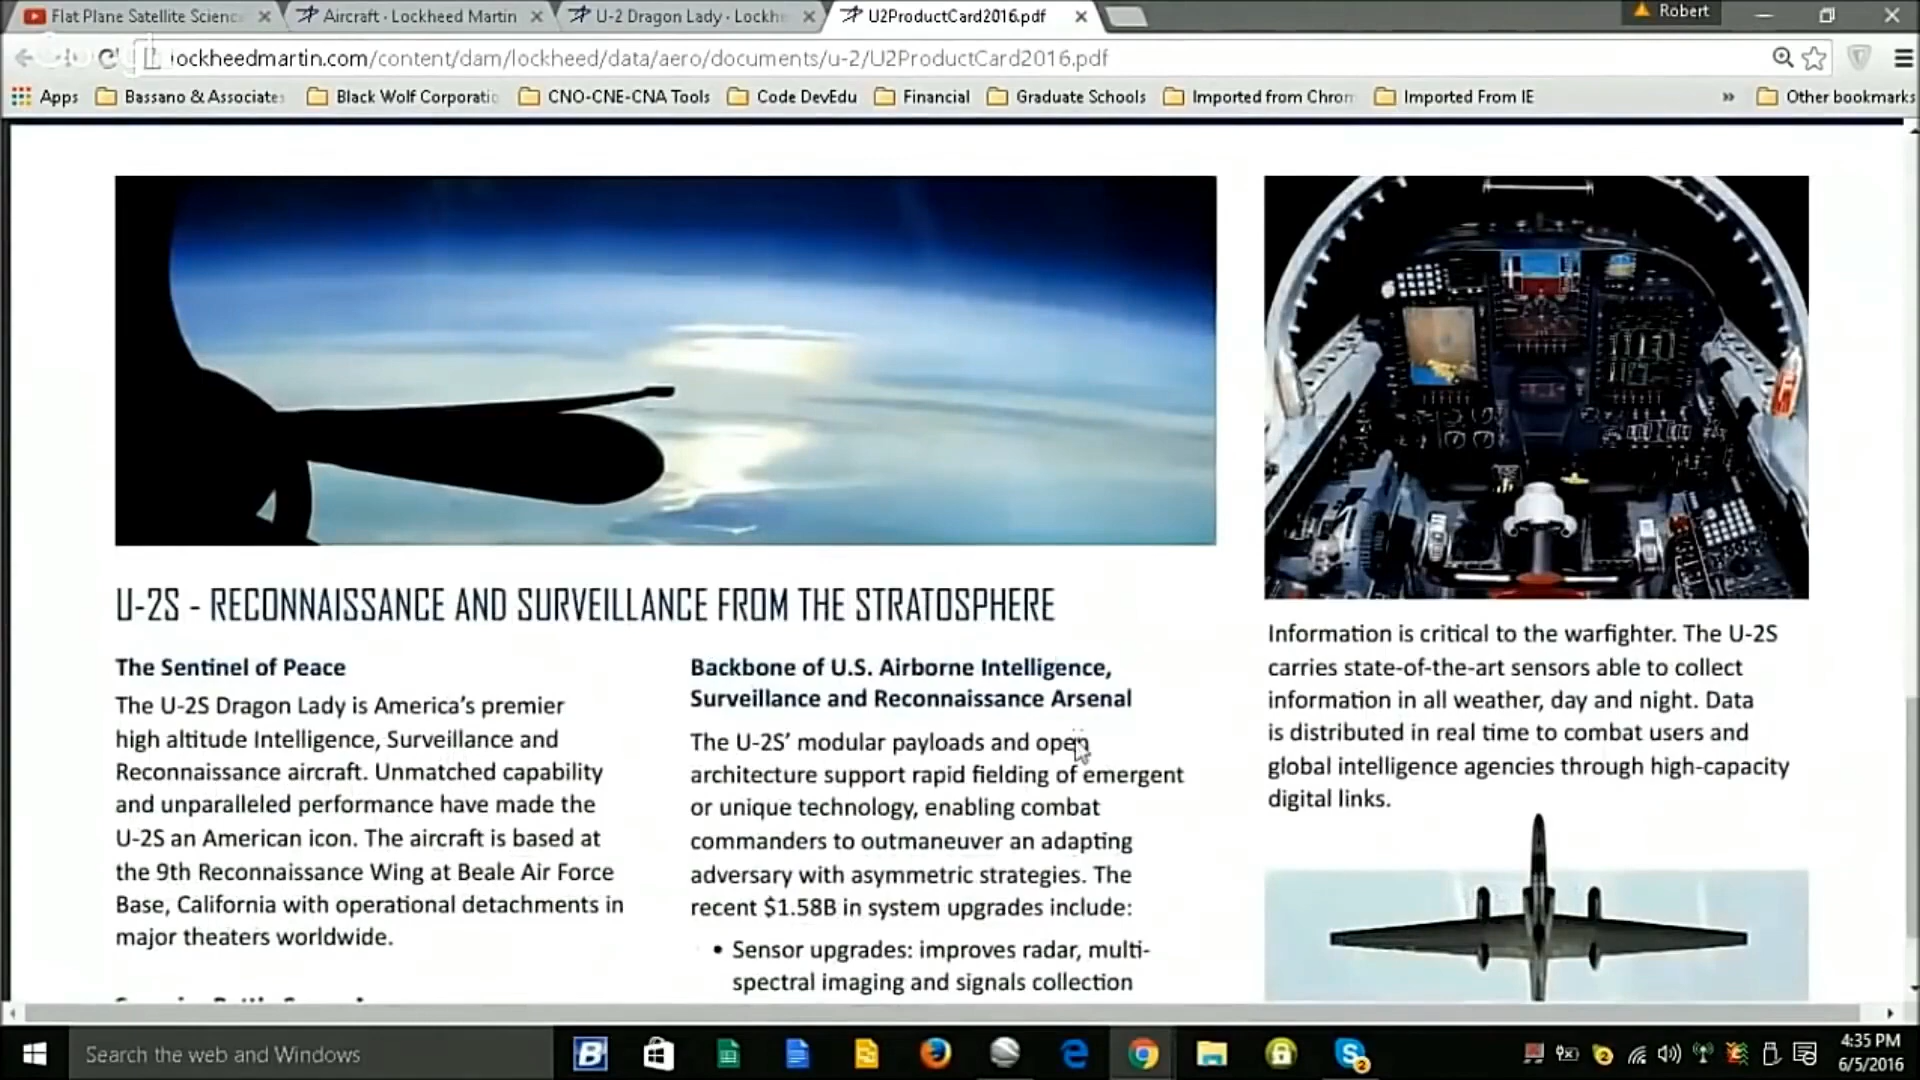 Flat Plane Satellite Scienc
Aircraft · Lockheed Martin
U-2 Dragon Lady · Lockhe
U2ProductCard2016.pdf
Robert
lockheedmartin.com/content/dam/lockheed/data/aero/documents/u-2/U2ProductCard2016.pdf
Apps
Bassano & Associates
Black Wolf Corporatio
CNO-CNE-CNA Tools
Code DevEdu
Financial
Graduate Schools
Imported from Chrom
Imported From IE
»
Other bookmarks
U-2S - RECONNAISSANCE AND SURVEILLANCE FROM THE STRATOSPHERE
The Sentinel of Peace
The U-2S Dragon Lady is America's premier
high altitude Intelligence, Surveillance and
Reconnaissance aircraft. Unmatched capability
and unparalleled performance have made the
U-2S an American icon. The aircraft is based at
the 9th Reconnaissance Wing at Beale Air Force
Base, California with operational detachments in
major theaters worldwide.
Backbone of U.S. Airborne Intelligence,
Surveillance and Reconnaissance Arsenal
The U-2S' modular payloads and open
architecture support rapid fielding of emergent
or unique technology, enabling combat
commanders to outmaneuver an adapting
adversary with asymmetric strategies. The
recent $1.58B in system upgrades include:
• Sensor upgrades: improves radar, multi-
spectral imaging and signals collection
Information is critical to the warfighter. The U-2S
carries state-of-the-art sensors able to collect
information in all weather, day and night. Data
is distributed in real time to combat users and
global intelligence agencies through high-capacity
digital links.
Search the web and Windows
4:35 PM
6/5/2016